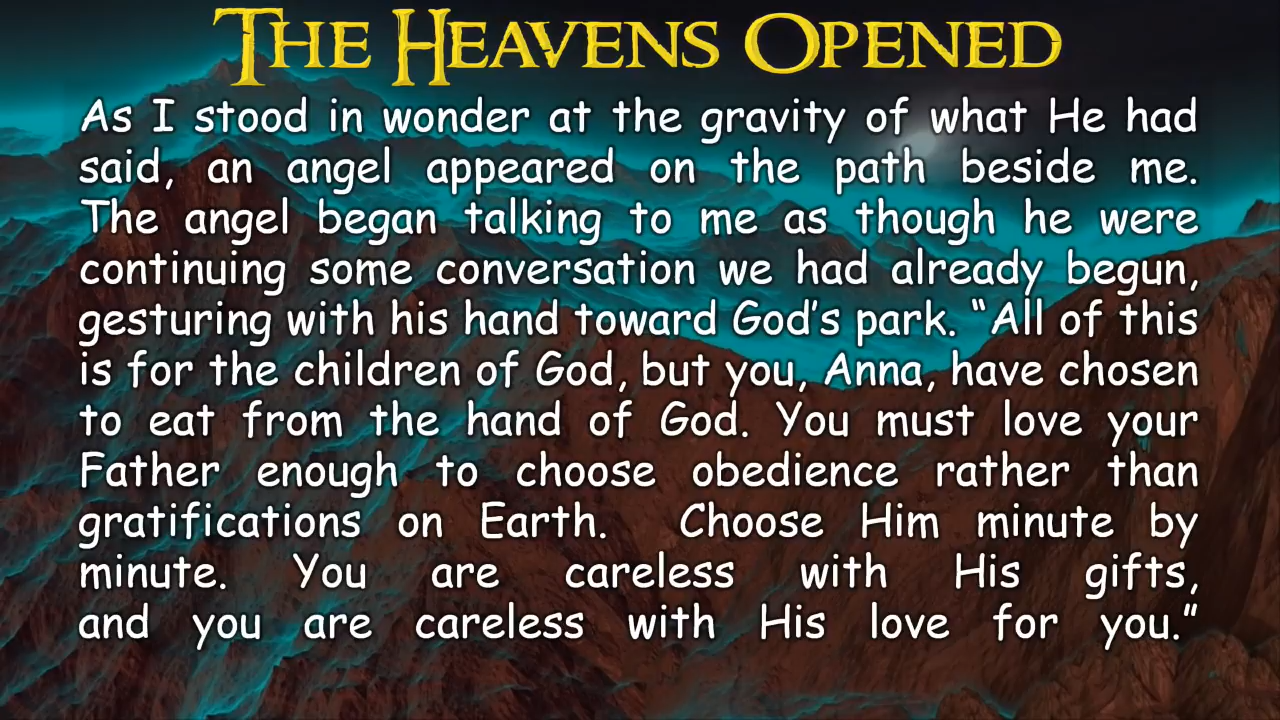 THE HEAVENS OPENED
As I stood in wonder at the gravity of what He had
said, an angel appeared on the path beside me.
The angel began talking to me as though he were
continuing some conversation we had already begun,
gesturing with his hand toward God's park. “All of this
is for the children of God, but you, Anna, have chosen
to eat from the hand of God. You must love your
Father enough to choose obedience rather than
gratifications on Earth. Choose Him minute by
minute. You are careless with His gifts,
and you are careless with His love for you.”